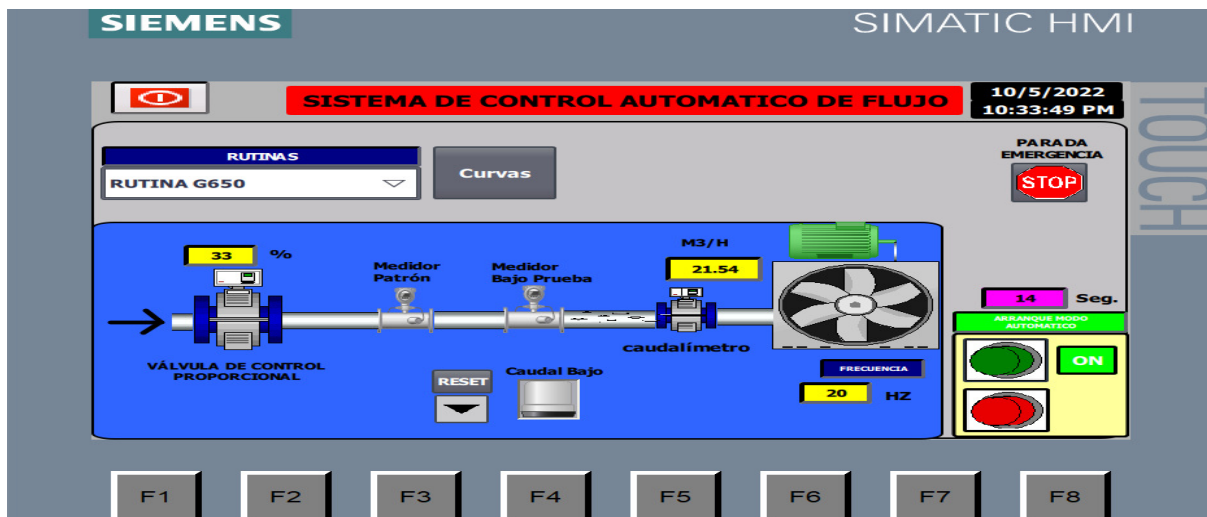 SIEMENS
SIMATIC HMI
TOUCH
SISTEMA DE CONTROL AUTOMATICO DE FLUJO
10/5/2022
10:33:49 PM
RUTINAS
RUTINA G650
Curvas
PARADA
EMERGENCIA
STOP
33 %
Medidor
Patrón
Medidor
Bajo Prueba
M3/H
21.54
14 Seg.
ARRANQUE MODO
AUTOMATICO
ON
VÁLVULA DE CONTROL
PROPORCIONAL
caudalímetro
RESET
Caudal Bajo
FRECUENCIA
20 HZ
F1 F2 F3 F4 F5 F6 F7 F8